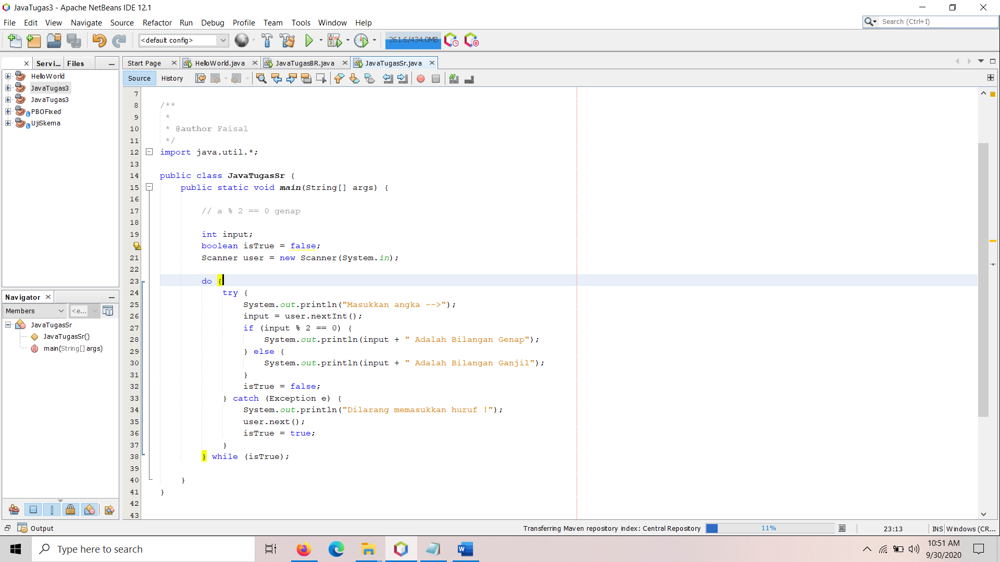 JavaTugas3 - Apache NetBeans IDE 12.1
File Edit View Navigate Source Refactor Run Debug Profile Team Tools Window Help
Search (Ctrl+I)
<default config>
261.6/434.0MB
Servi... Files
Start Page HelloWorld.java JavaTugasBR.java JavaTugasSr.java
Source History
HelloWorld
JavaTugas3
JavaTugas3
PBOFixed
UjiSkema
7
8 /**
9 *
10 * @author Faisal
11 */
12 import java.util.*;
13
14 public class JavaTugasSr {
15 public static void main(String[] args) {
16
17 // a % 2 == 0 genap
18
19 int input;
boolean isTrue = false;
21 Scanner user = new Scanner(System.in);
22
23 do {
24 try {
25 System.out.println("Masukkan angka -->");
26 input = user.nextInt();
27 if (input % 2 == 0) {
28 System.out.println(input + " Adalah Bilangan Genap");
29 } else {
30 System.out.println(input + " Adalah Bilangan Ganjil");
31 }
32 isTrue = false;
33 } catch (Exception e) {
34 System.out.println("Dilarang memasukkan huruf !");
35 user.next();
36 isTrue = true;
37 }
38 } while (isTrue);
39
40 }
41 }
42
43
Navigator
Members <e...
JavaTugasSr
JavaTugasSr()
main(String[] args)
Output
Transferring Maven repository index: Central Repository 11% 23:13 INS Windows (CR...
Type here to search
10:51 AM
9/30/2020